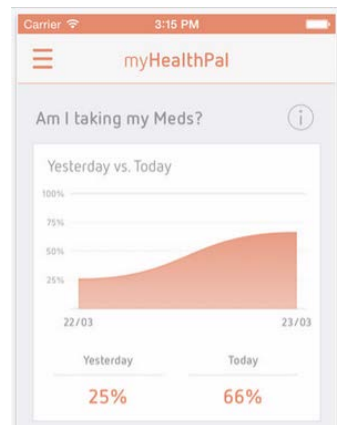 Carrier 3:15 PM
myHealthPal
Am I taking my Meds?
Yesterday vs. Today
100%
75%
50%
25%
22/03 23/03
Yesterday Today
25% 66%